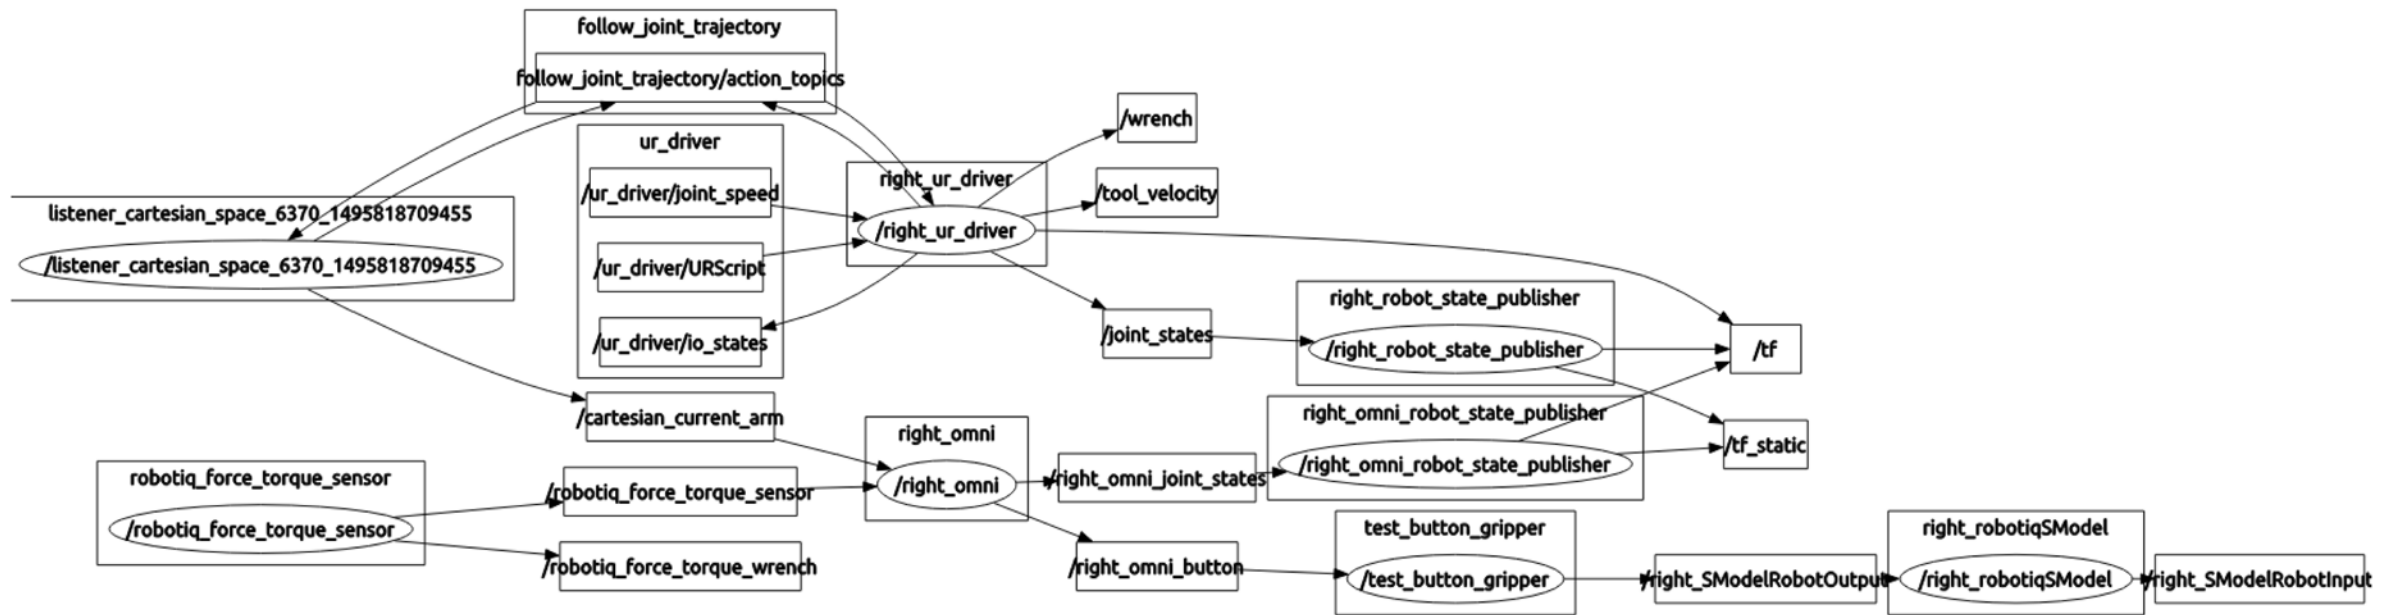 follow_joint_trajectory
follow_joint_trajectory/action_topics
/wrench
ur_driver
right_ur_driver
/ur_driver/joint_speed
/tool_velocity
listener_cartesian_space_6370_1495818709455
/right_ur_driver
/listener_cartesian_space_6370_1495818709455
/ur_driver/URScript
right_robot_state_publisher
/ur_driver/io_states
/joint_states
/right_robot_state_publisher
/tf
/cartesian_current_arm
right_omni_robot_state_publisher
right_omni
/tf_static
/right_omni_robot_state_publisher
robotiq_force_torque_sensor
/robotiq_force_torque_sensor
/right_omni
/right_omni_joint_states
/robotiq_force_torque_sensor
test_button_gripper
right_robotiqSModel
/robotiq_force_torque_wrench
/right_omni_button
/test_button_gripper
/right_SModelRobotOutput
/right_robotiqSModel
/right_SModelRobotInput